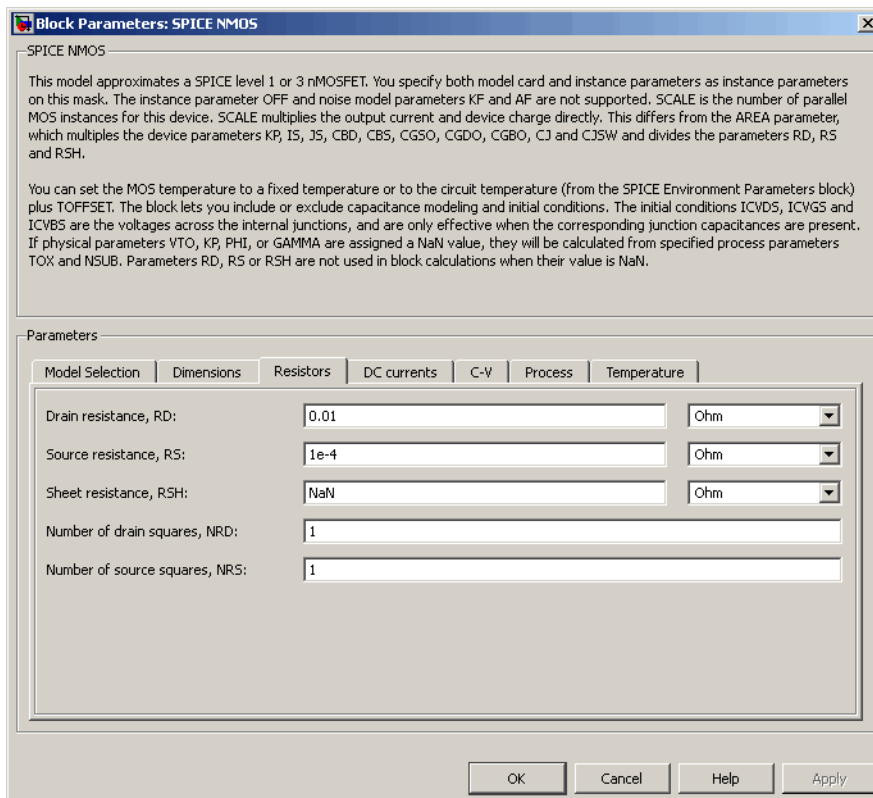 Block Parameters: SPICE NMOS
SPICE NMOS
This model approximates a SPICE level 1 or 3 nMOSFET. You specify both model card and instance parameters as instance parameters
on this mask. The instance parameter OFF and noise model parameters KF and AF are not supported. SCALE is the number of parallel
MOS instances for this device. SCALE multiplies the output current and device charge directly. This differs from the AREA parameter,
which multiples the device parameters KP, IS, JS, CBD, CBS, CGSO, CGDO, CGBO, CJ and CJSW and divides the parameters RD, RS
and RSH.
You can set the MOS temperature to a fixed temperature or to the circuit temperature (from the SPICE Environment Parameters block)
plus TOFFSET. The block lets you include or exclude capacitance modeling and initial conditions. The initial conditions ICVDS, ICVGS and
ICVBS are the voltages across the internal junctions, and are only effective when the corresponding junction capacitances are present.
If physical parameters VTO, KP, PHI, or GAMMA are assigned a NaN value, they will be calculated from specified process parameters
TOX and NSUB. Parameters RD, RS or RSH are not used in block calculations when their value is NaN.
Parameters
Model Selection Dimensions Resistors DC currents C-V Process Temperature
Drain resistance, RD: 0.01 Ohm
Source resistance, RS: 1e-4 Ohm
Sheet resistance, RSH: NaN Ohm
Number of drain squares, NRD: 1
Number of source squares, NRS: 1
OK Cancel Help Apply